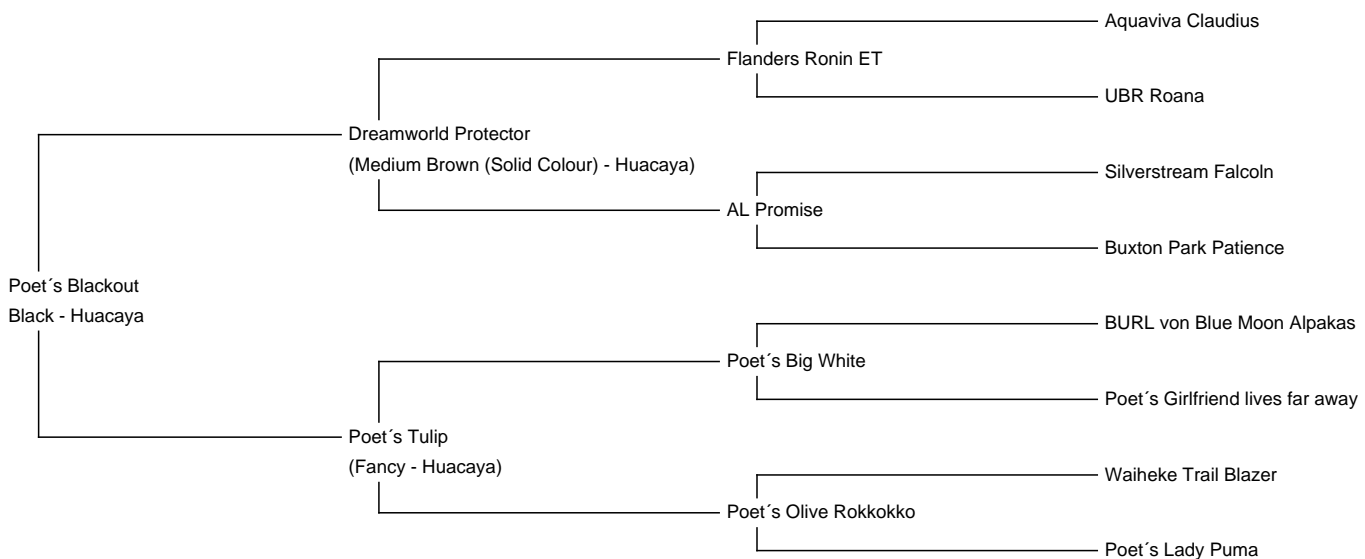 Aquaviva Claudius
Flanders Ronin ET
UBR Roana
Dreamworld Protector
(Medium Brown (Solid Colour) - Huacaya)
Silverstream Falcoln
AL Promise
Buxton Park Patience
Poet´s Blackout
Black - Huacaya
BURL von Blue Moon Alpakas
Poet´s Big White
Poet´s Girlfriend lives far away
Poet´s Tulip
(Fancy - Huacaya)
Waiheke Trail Blazer
Poet´s Olive Rokkokko
Poet´s Lady Puma